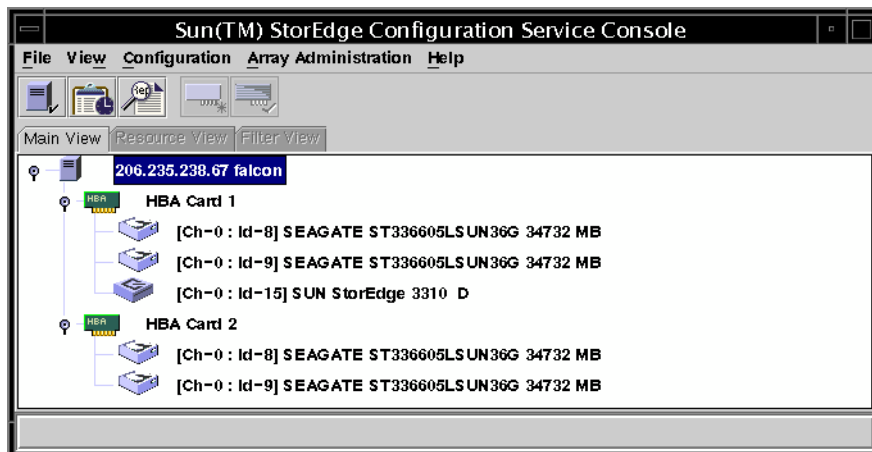 Sun(TM) StorEdge Configuration Service Console
File View Configuration Array Administration Help
Rep
Main View Resource View Filter View
206.235.238.67 falcon
HBA HBA Card 1
[Ch-0 : Id-8] SEAGATE ST336605LSUN36G 34732 MB
[Ch-0 : Id-9] SEAGATE ST336605LSUN36G 34732 MB
[Ch-0 : Id-15] SUN StorEdge 3310 D
HBA HBA Card 2
[Ch-0 : Id-8] SEAGATE ST336605LSUN36G 34732 MB
[Ch-0 : Id-9] SEAGATE ST336605LSUN36G 34732 MB